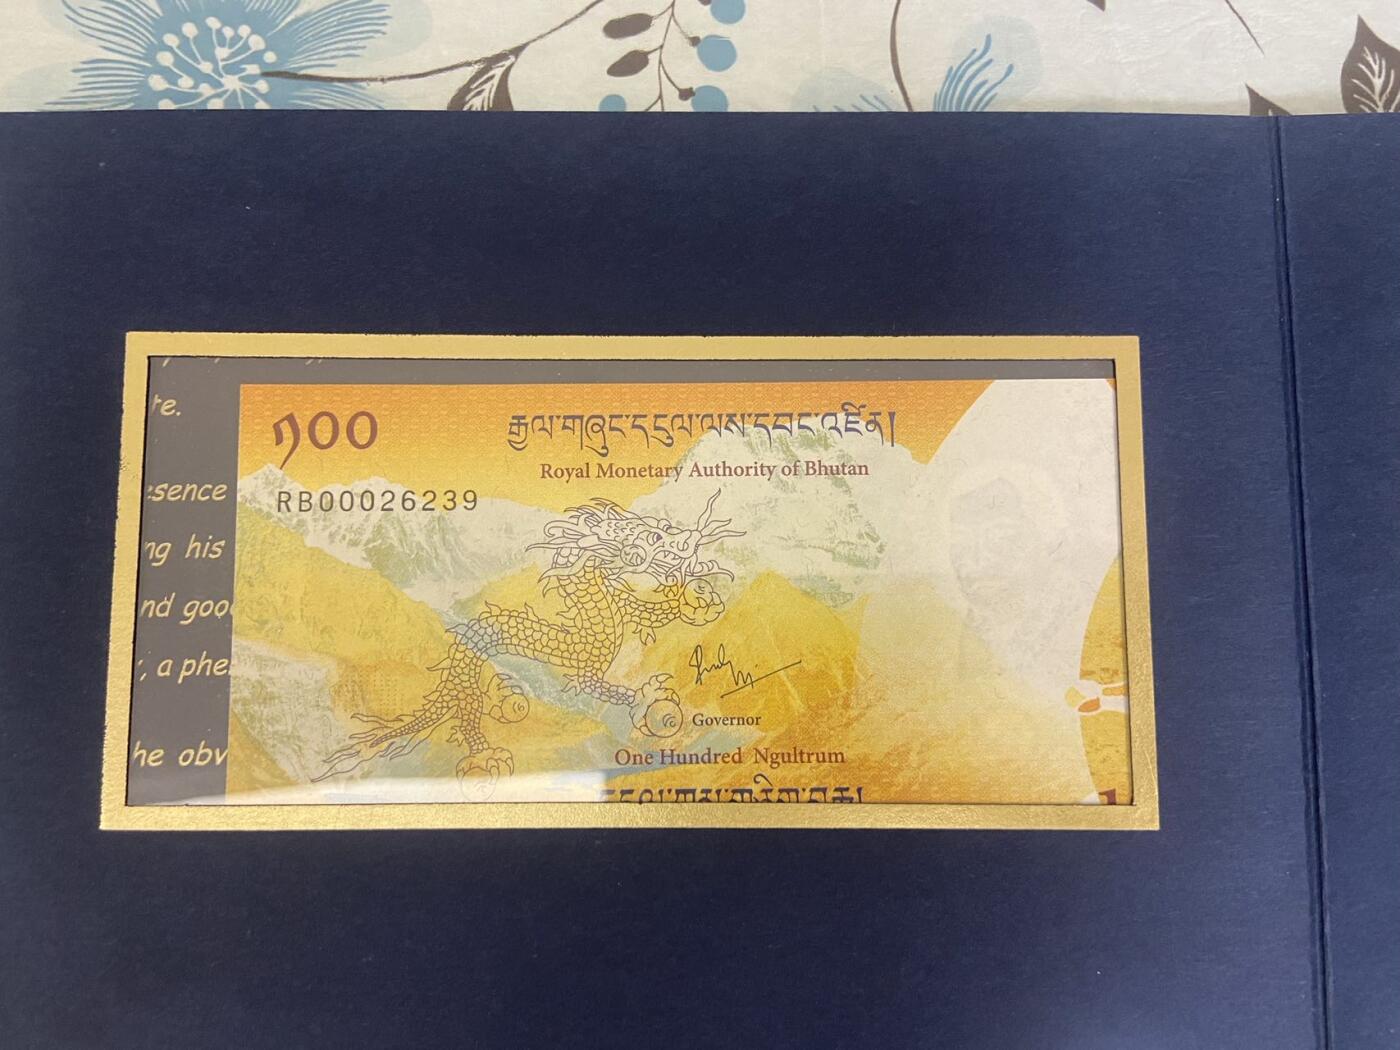 re.
sence
ng his
nd goo
, a phe
he obv
༡༠༠
རྒྱལ་གཞུང་དངུལ་ལས་དབང་འཛིན།
Royal Monetary Authority of Bhutan
RB00026239
Governor
One Hundred Ngultrum